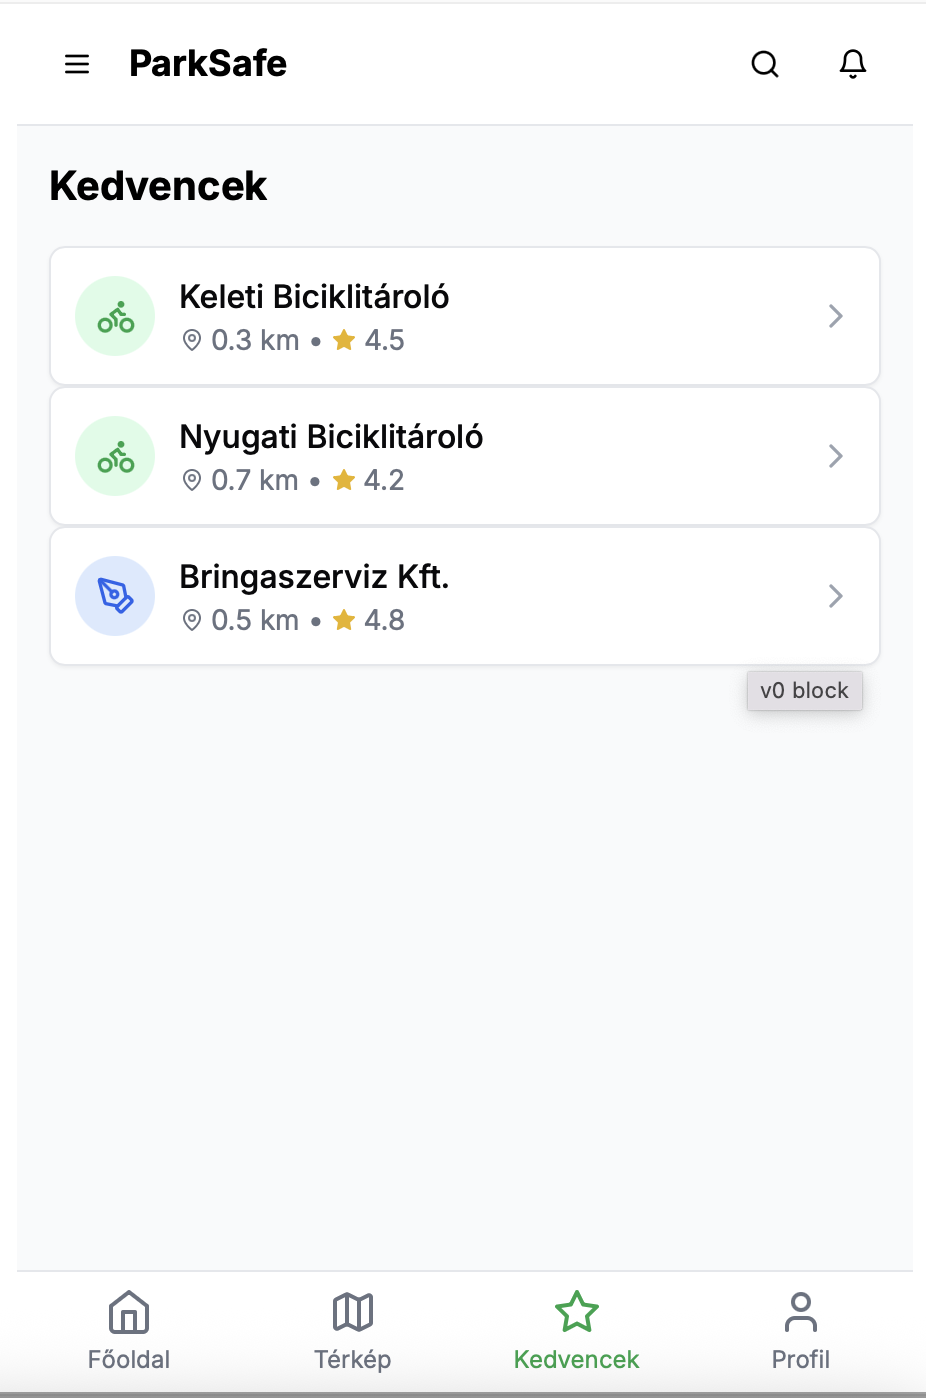 ParkSafe
Kedvencek
Keleti Biciklitároló
0.3 km • 4.5
Nyugati Biciklitároló
0.7 km • 4.2
Bringaszerviz Kft.
0.5 km • 4.8
v0 block
Főoldal
Térkép
Kedvencek
Profil